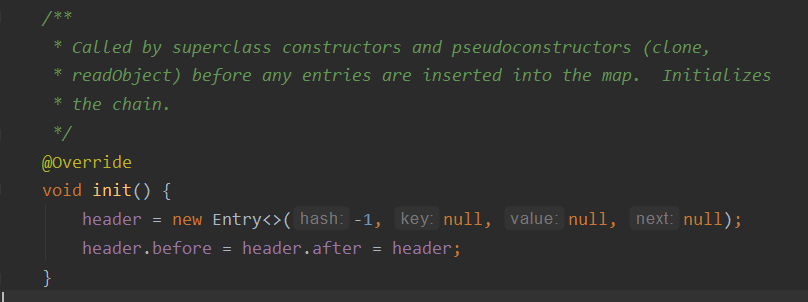 /**
* Called by superclass constructors and pseudoconstructors (clone,
* readObject) before any entries are inserted into the map.  Initializes
* the chain.
*/
@Override
void init() {
header = new Entry<>( hash: -1, key: null, value: null, next: null);
header.before = header.after = header;
}